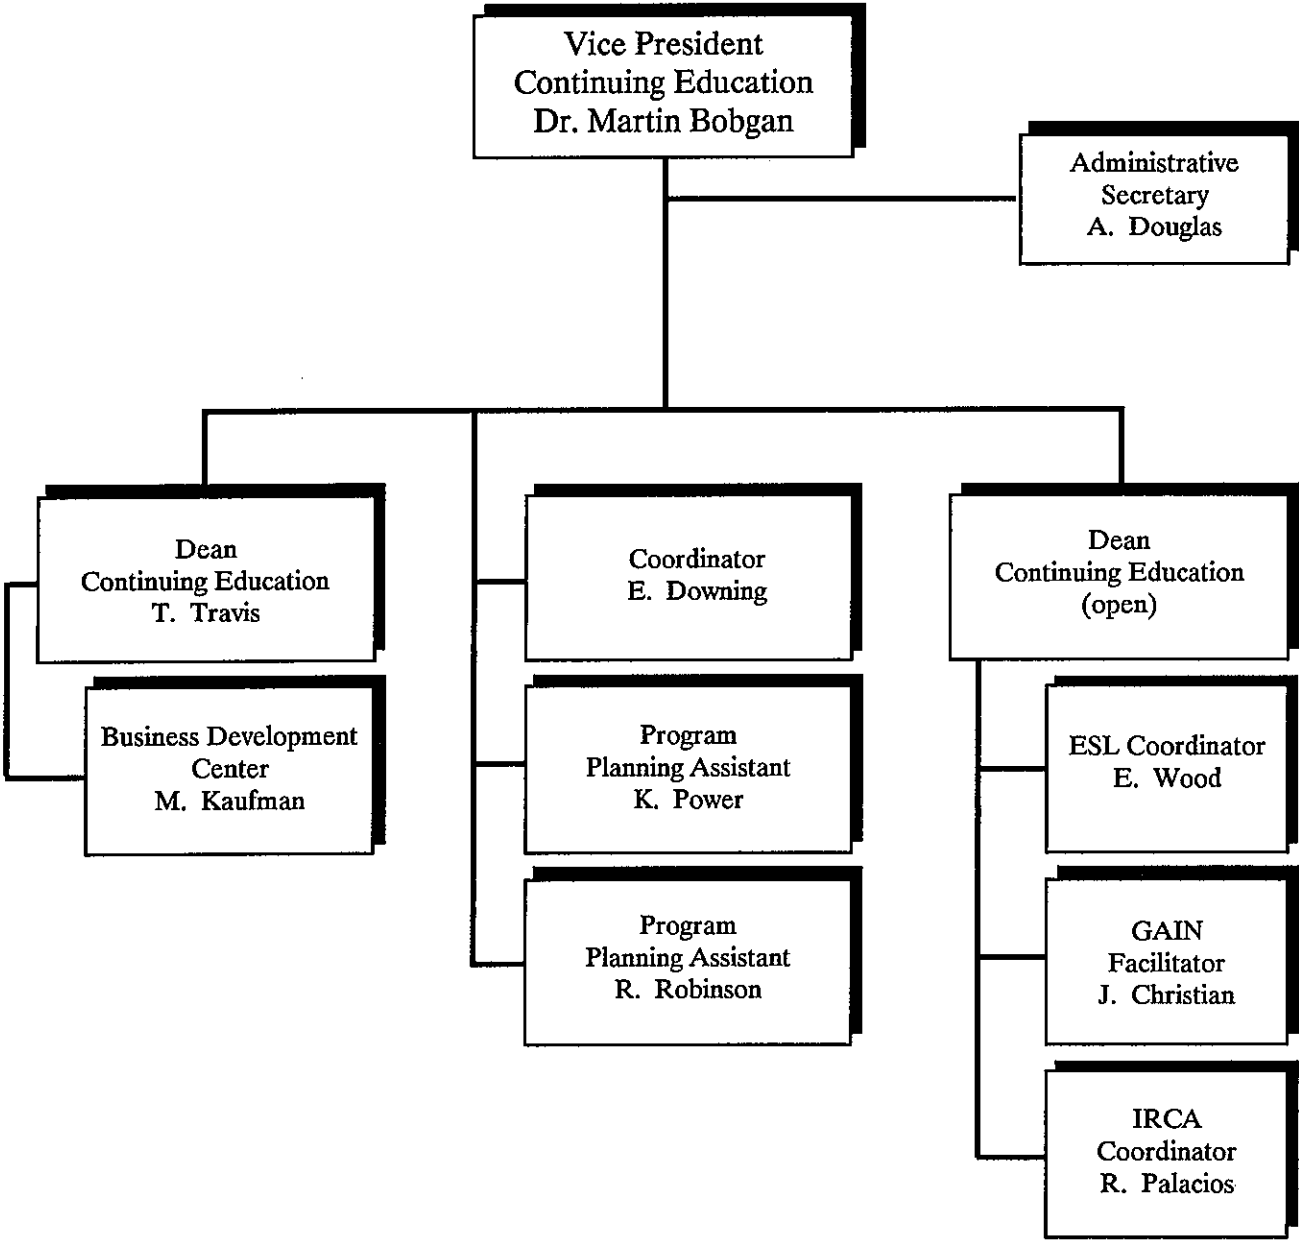 Vice President
Continuing Education
Dr. Martin Bobgan
Administrative
Secretary
A. Douglas
Dean
Continuing Education
T. Travis
Business Development
Center
M. Kaufman
Coordinator
E. Downing
Program
Planning Assistant
K. Power
Program
Planning Assistant
R. Robinson
Dean
Continuing Education
(open)
ESL Coordinator
E. Wood
GAIN
Facilitator
J. Christian
IRCA
Coordinator
R. Palacios